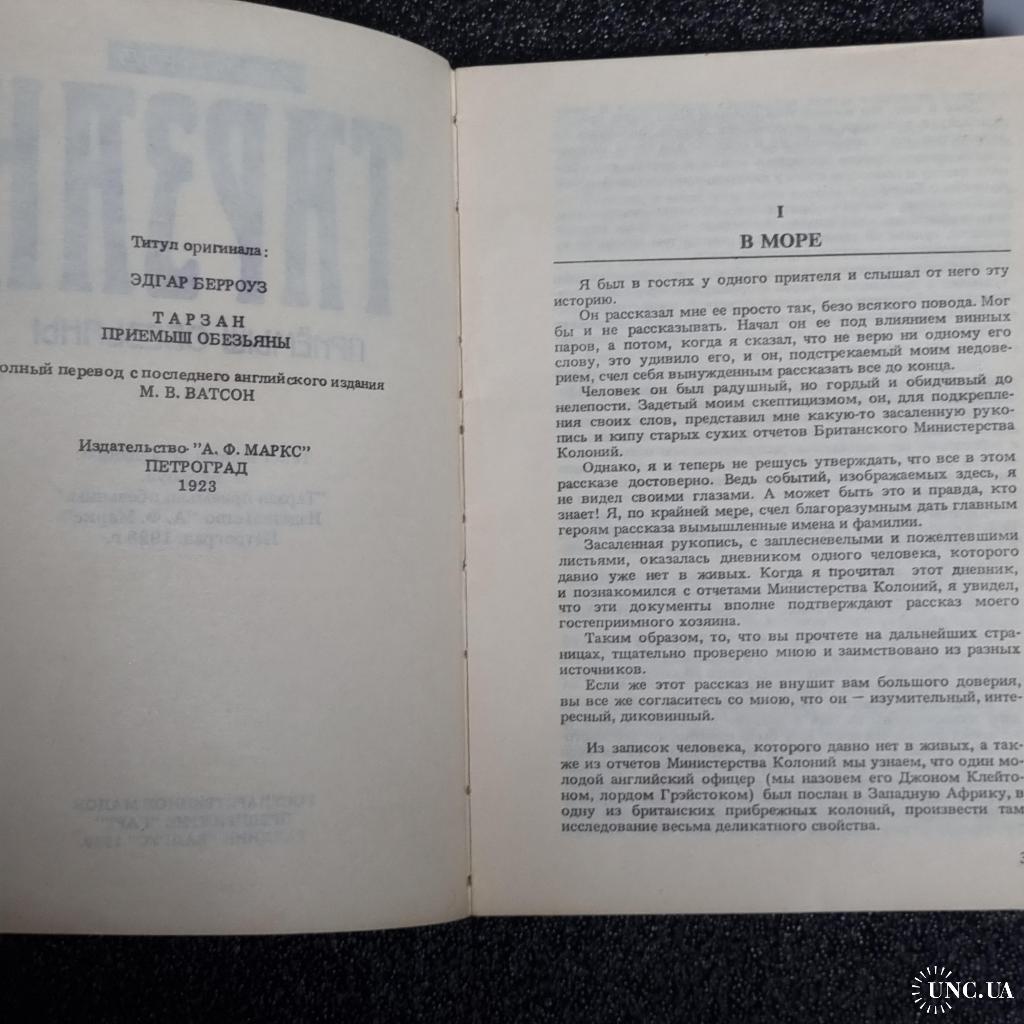 Титул оригинала:
ЭДГАР БЕРРОУЗ
ТАРЗАН
ПРИЕМЫШ ОБЕЗЬЯНЫ
перевод с последнего английского издания
М. В. ВАТСОН
Издательство "А. Ф. МАРКС"
ПЕТРОГРАД
1923
I
В МОРЕ
Я был в гостях у одного приятеля и слышал от него эту
историю.
Он рассказал мне ее просто так, безо всякого повода. Мог
бы и не рассказывать. Начал он ее под влиянием винных
паров, а потом, когда я сказал, что не верю ни одному его
слову, это удивило его, и он, подстрекаемый моим недове-
рием, счел себя вынужденным рассказать все до конца.
Человек он был радушный, но гордый и обидчивый до
нелепости. Задетый моим скептицизмом, он, для подкрепле-
ния своих слов, представил мне какую-то засаленную руко-
пись и кипу старых сухих отчетов Британского Министерства
Колоний.
Однако, я и теперь не решусь утверждать, что все в этом
рассказе достоверно. Ведь событий, изображаемых здесь, я
не видел своими глазами. А может быть это и правда, кто
знает! Я, по крайней мере, счел благоразумным дать главным
героям рассказа вымышленные имена и фамилии.
Засаленная рукопись, с заплесневелыми и пожелтевшими
листьями, оказалась дневником одного человека, которого
давно уже нет в живых. Когда я прочитал этот дневник,
и познакомился с отчетами Министерства Колоний, я увидел,
что эти документы вполне подтверждают рассказ моего
гостеприимного хозяина.
Таким образом, то, что вы прочтете на дальнейших стра-
ницах, тщательно проверено мною и заимствовано из разных
источников.
Если же этот рассказ не внушит вам большого доверия,
вы все же согласитесь со мною, что он — изумительный, инте-
ресный, диковинный.
Из записок человека, которого давно нет в живых, а так-
же из отчетов Министерства Колоний мы узнаем, что один мо-
лодой английский офицер (мы назовем его Джоном Клейто-
ном, лордом Грэйстоком) был послан в Западную Африку, в
одну из британских прибрежных колоний, произвести там
исследование весьма деликатного свойства.
3
UNC.UA